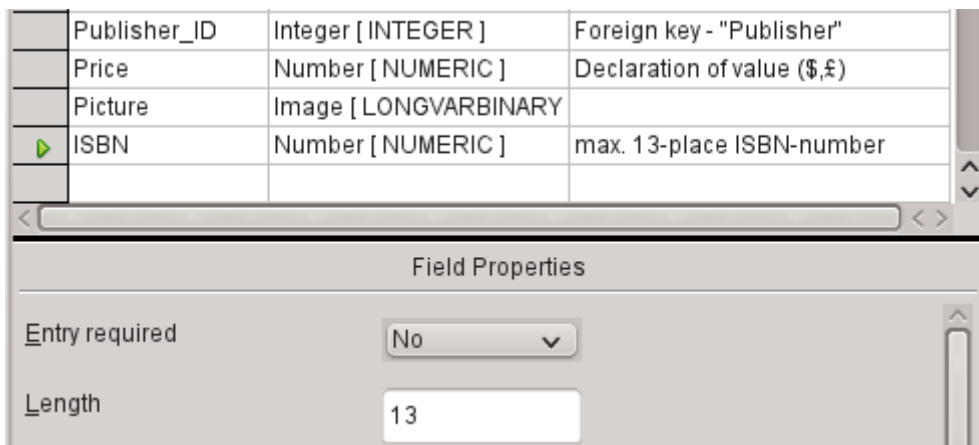 Publisher_ID Integer [ INTEGER ] Foreign key - "Publisher"
Price Number [ NUMERIC ] Declaration of value ($,£)
Picture Image [ LONGVARBINARY
ISBN Number [ NUMERIC ] max. 13-place ISBN-number
Field Properties
Entry required No
Length 13